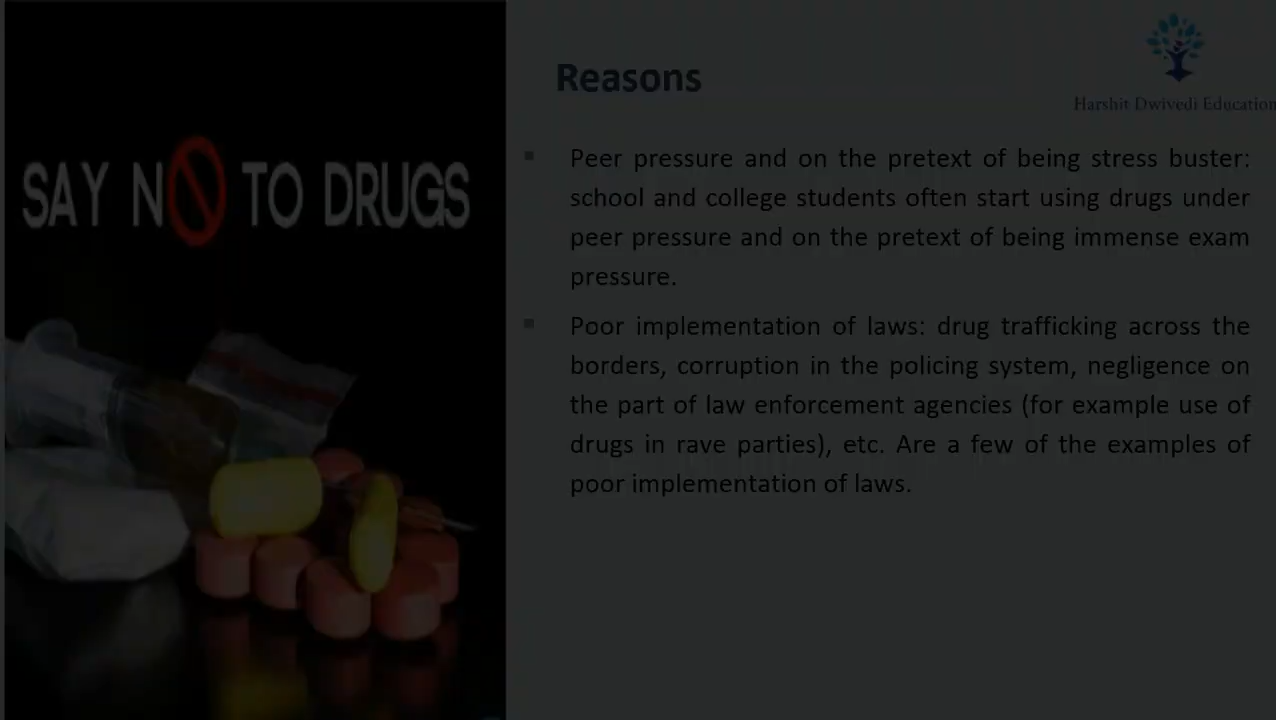 SAY NO TO DRUGS
Reasons
Harshit Dwivedi Education
Peer pressure and on the pretext of being stress buster:
school and college students often start using drugs under
peer pressure and on the pretext of being immense exam
pressure.
Poor implementation of laws: drug trafficking across the
borders, corruption in the policing system, negligence on
the part of law enforcement agencies (for example use of
drugs in rave parties), etc. Are a few of the examples of
poor implementation of laws.